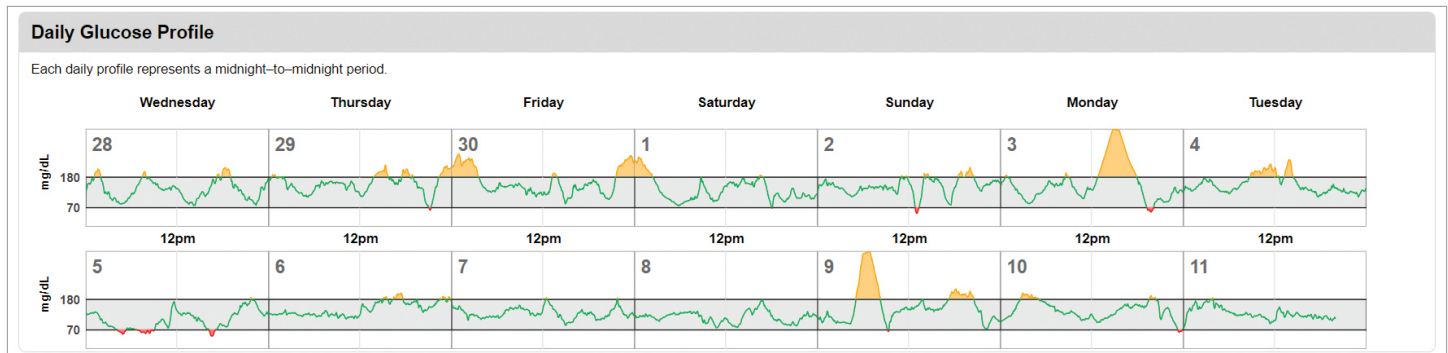 Daily Glucose Profile
Each daily profile represents a midnight–to–midnight period.
Wednesday Thursday Friday Saturday Sunday Monday Tuesday
28 29 30 1 2 3 4
mg/dL
180
70
12pm 12pm 12pm 12pm 12pm 12pm 12pm
5 6 7 8 9 10 11
mg/dL
180
70